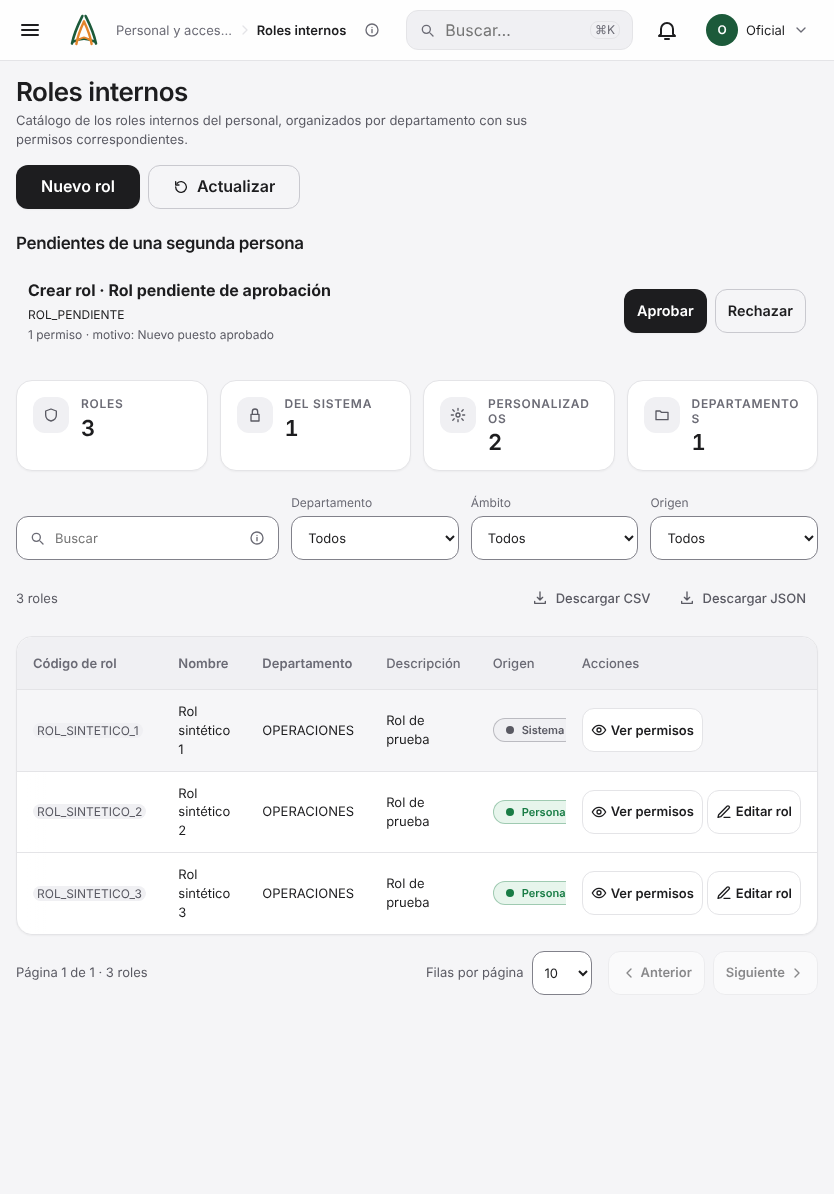 Personal y acces... Roles internos Buscar... ⌘K O Oficial
Roles internos
Catálogo de los roles internos del personal, organizados por departamento con sus
permisos correspondientes.
Nuevo rol Actualizar
Pendientes de una segunda persona
Crear rol · Rol pendiente de aprobación
ROL_PENDIENTE
1 permiso · motivo: Nuevo puesto aprobado
Aprobar Rechazar
ROLES
3
DEL SISTEMA
1
PERSONALIZAD
OS
2
DEPARTAMENTO
S
1
Departamento Ámbito Origen
Buscar Todos Todos Todos
3 roles Descargar CSV Descargar JSON
Código de rol Nombre Departamento Descripción Origen Acciones
ROL_SINTETICO_1
Rol
sintético
1
OPERACIONES
Rol de
prueba
Sistema
Ver permisos
ROL_SINTETICO_2
Rol
sintético
2
OPERACIONES
Rol de
prueba
Persona
Ver permisos Editar rol
ROL_SINTETICO_3
Rol
sintético
3
OPERACIONES
Rol de
prueba
Persona
Ver permisos Editar rol
Página 1 de 1 · 3 roles Filas por página 10 Anterior Siguiente